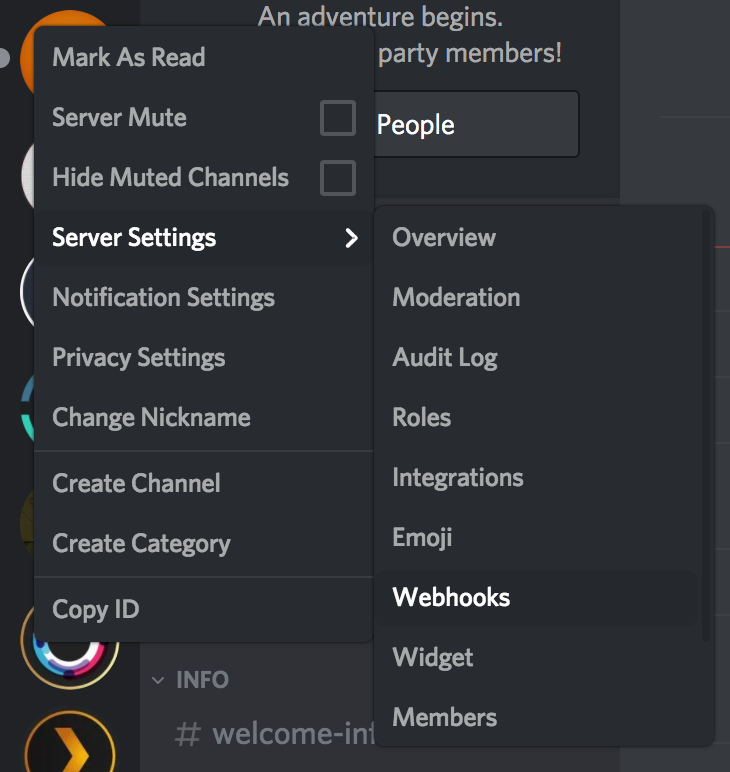 An adventure begins.
party members!
People
Mark As Read
Server Mute
Hide Muted Channels
Server Settings
Notification Settings
Privacy Settings
Change Nickname
Create Channel
Create Category
Copy ID
Overview
Moderation
Audit Log
Roles
Integrations
Emoji
Webhooks
Widget
Members
INFO
# welcome-inf